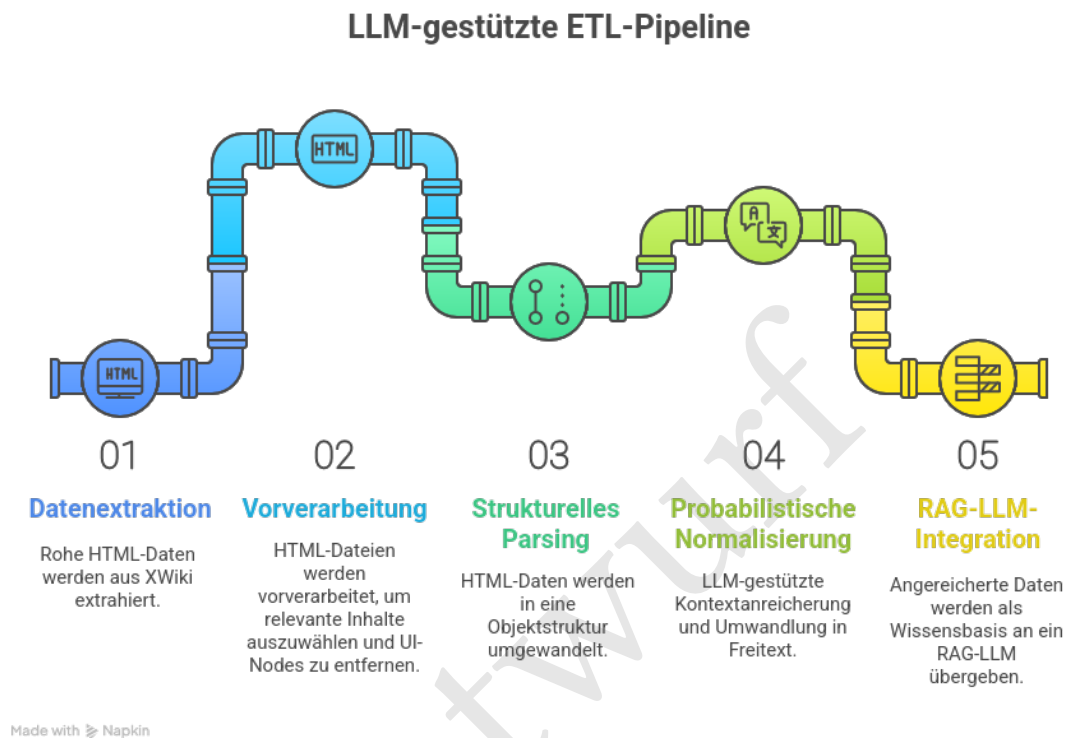 LLM-gestützte ETL-Pipeline
HTML
HTML
A
文
01
Datenextraktion
Rohe HTML-Daten
werden aus XWiki
extrahiert.
02
Vorverarbeitung
HTML-Dateien
werden
vorverarbeitet, um
relevante Inhalte
auszuwählen und UI-
Nodes zu entfernen.
03
Strukturelles
Parsing
HTML-Daten werden
in eine
Objektstruktur
umgewandelt.
04
Probabilistische
Normalisierung
LLM-gestützte
Kontextanreicherung
und Umwandlung in
Freitext.
05
RAG-LLM-
Integration
Angereicherte Daten
werden als
Wissensbasis an ein
RAG-LLM
übergeben.
twurf
Made with Napkin